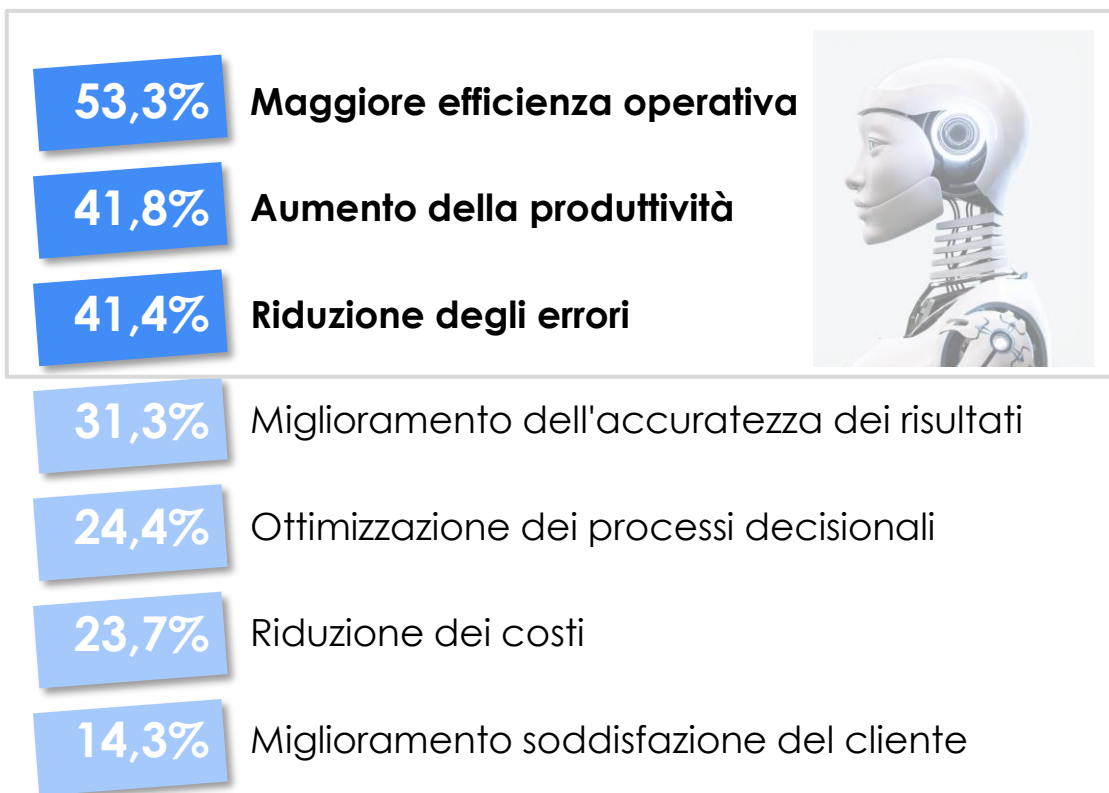 53,3% Maggiore efficienza operativa
41,8% Aumento della produttività
41,4% Riduzione degli errori
31,3% Miglioramento dell'accuratezza dei risultati
24,4% Ottimizzazione dei processi decisionali
23,7% Riduzione dei costi
14,3% Miglioramento soddisfazione del cliente